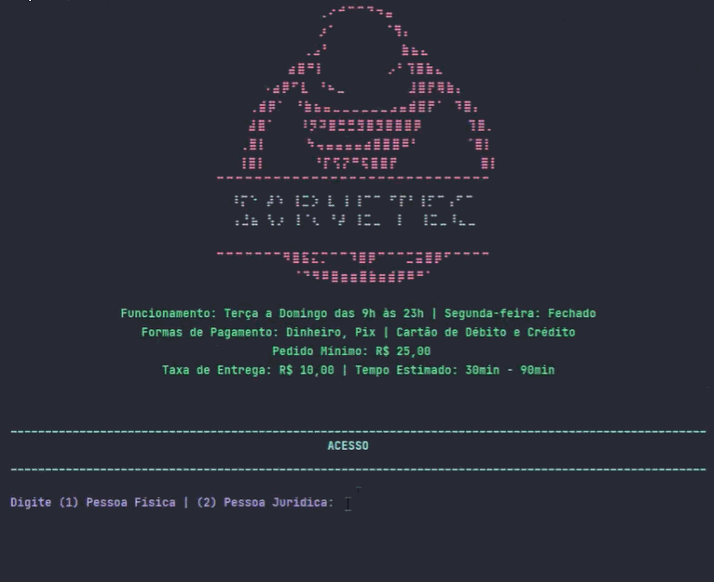 Funcionamento: Terça a Domingo das 9h às 23h | Segunda-feira: Fechado
Formas de Pagamento: Dinheiro, Pix | Cartão de Débito e Crédito
Pedido Mínimo: R$ 25,00
Taxa de Entrega: R$ 10,00 | Tempo Estimado: 30min - 90min
ACESSO
Digite (1) Pessoa Física | (2) Pessoa Jurídica: